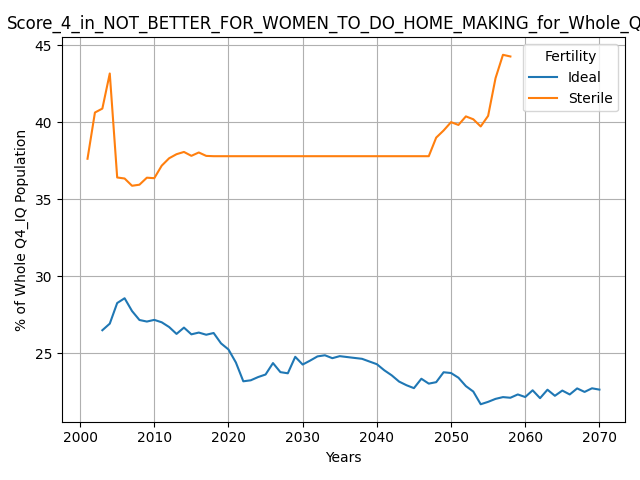 Score_4_in_NOT_BETTER_FOR_WOMEN_TO_DO_HOME_MAKING_for_Whole_Q
45
40
35
30
25
% of Whole Q4_IQ Population
Fertility
Ideal
Sterile
2000 2010 2020 2030 2040 2050 2060 2070
Years